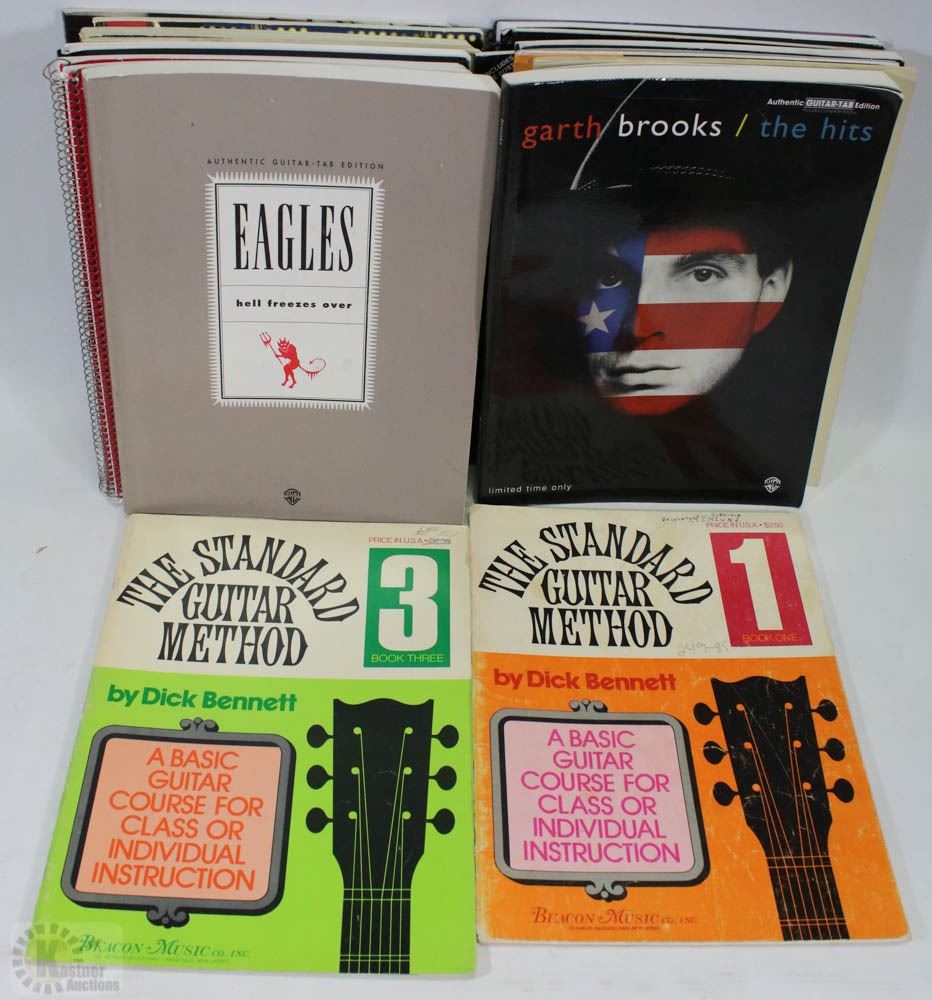 AUTHENTIC GUITAR-TAB EDITION
EAGLES
hell freezes over
Authentic GUITAR-TAB Edition
garth brooks / the hits
limited time only
PRICE IN U.S.A.
THE STANDARD
GUITAR
METHOD
3
BOOK THREE
by Dick Bennett
A BASIC
GUITAR
COURSE FOR
CLASS OR
INDIVIDUAL
INSTRUCTION
BEACON MUSIC CO., INC.
PRICE IN U.S.A. • $2.50
THE STANDARD
GUITAR
METHOD
1
BOOK ONE
249-85
by Dick Bennett
A BASIC
GUITAR
COURSE FOR
CLASS OR
INDIVIDUAL
INSTRUCTION
BEACON MUSIC CO., INC.
Kastner
Auctions